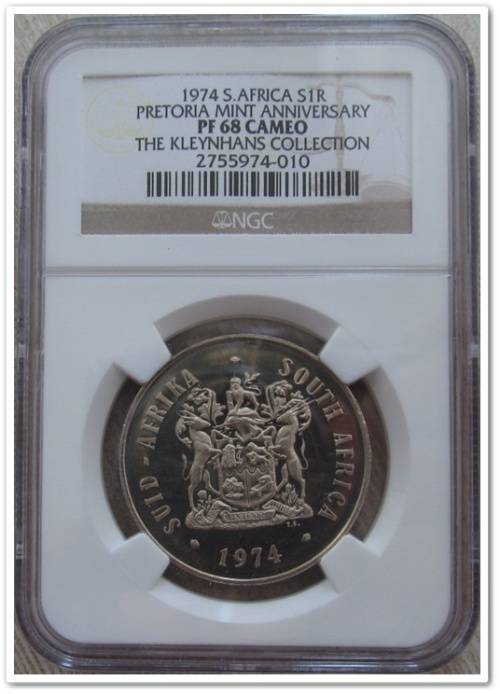 1974 S.AFRICA S1R
PRETORIA MINT ANNIVERSARY
PF 68 CAMEO
THE KLEYNHANS COLLECTION
2755974-010
NGC
SUID-AFRIKA · SOUTH AFRICA
T.S.
· 1974 ·